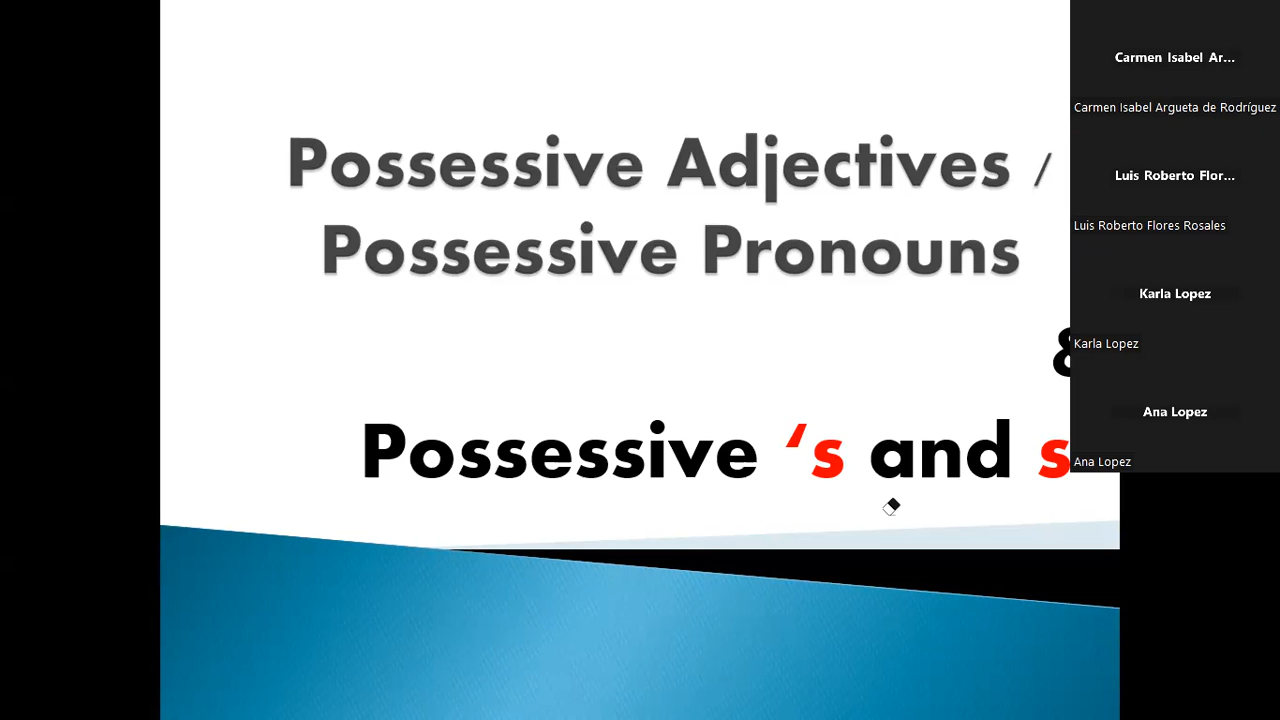 Possessive Adjectives /
Possessive Pronouns
&
Possessive ‘s and s
Carmen Isabel Ar...
Carmen Isabel Argueta de Rodríguez
Luis Roberto Flor...
Luis Roberto Flores Rosales
Karla Lopez
Karla Lopez
Ana Lopez
Ana Lopez